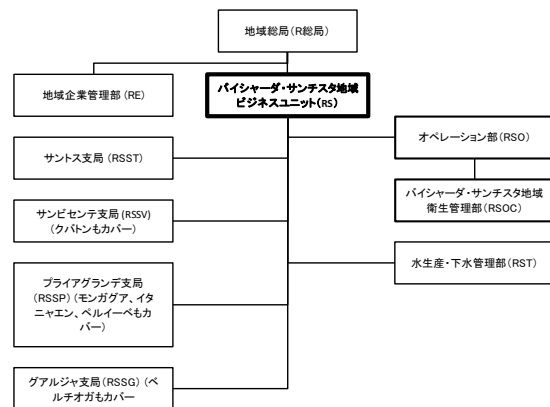 地域総局（R総局）
地域企業管理部（RE）
バイシャーダ・サンチスタ地域
ビジネスユニット（RS）
サントス支局（RSST）
オペレーション部（RSO）
バイシャーダ・サンチスタ地域
衛生管理部（RSOC）
サンビセンテ支局（RSSV）
（クバトンもカバー）
水生産・下水管理部（RST）
プライアグランデ支局
（RSSP）（モンガグア、イタ
ニャエン、ペルイーベもカ
バー）
グアルジャ支局（RSSG）（ベ
ルチオガもカバー